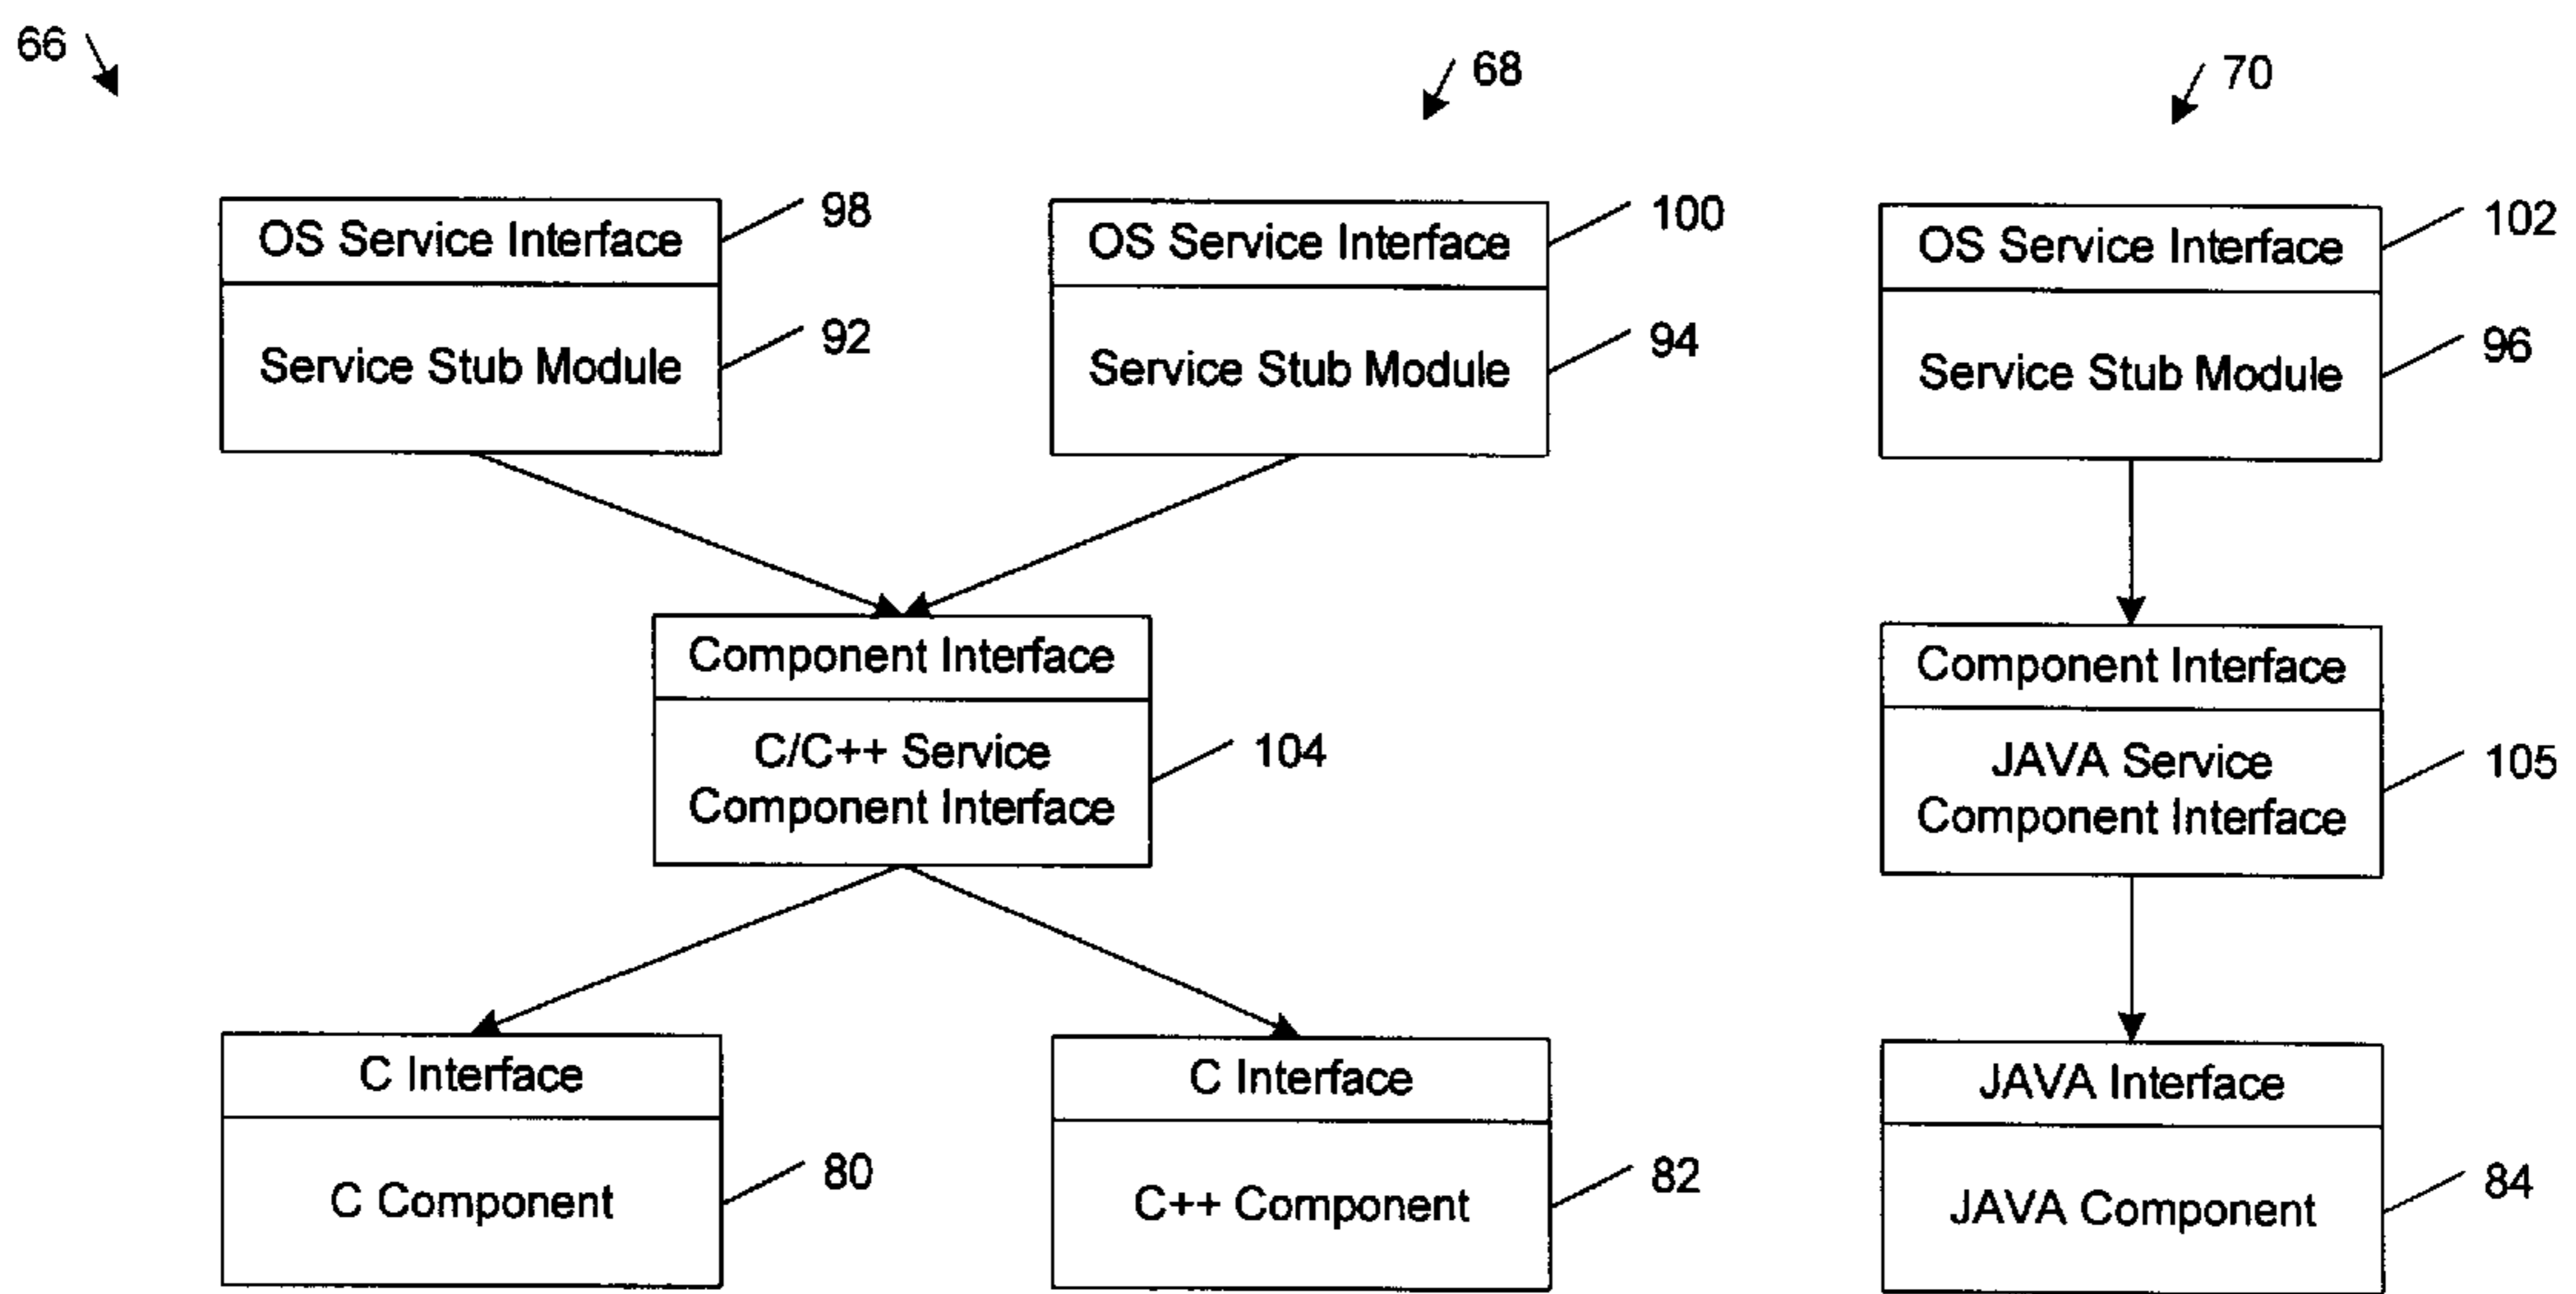 66
68
70
OS Service Interface
98
Service Stub Module
92
OS Service Interface
100
Service Stub Module
94
OS Service Interface
102
Service Stub Module
96
Component Interface
C/C++ Service
Component Interface
104
Component Interface
JAVA Service
Component Interface
105
C Interface
C Component
80
C Interface
C++ Component
82
JAVA Interface
JAVA Component
84